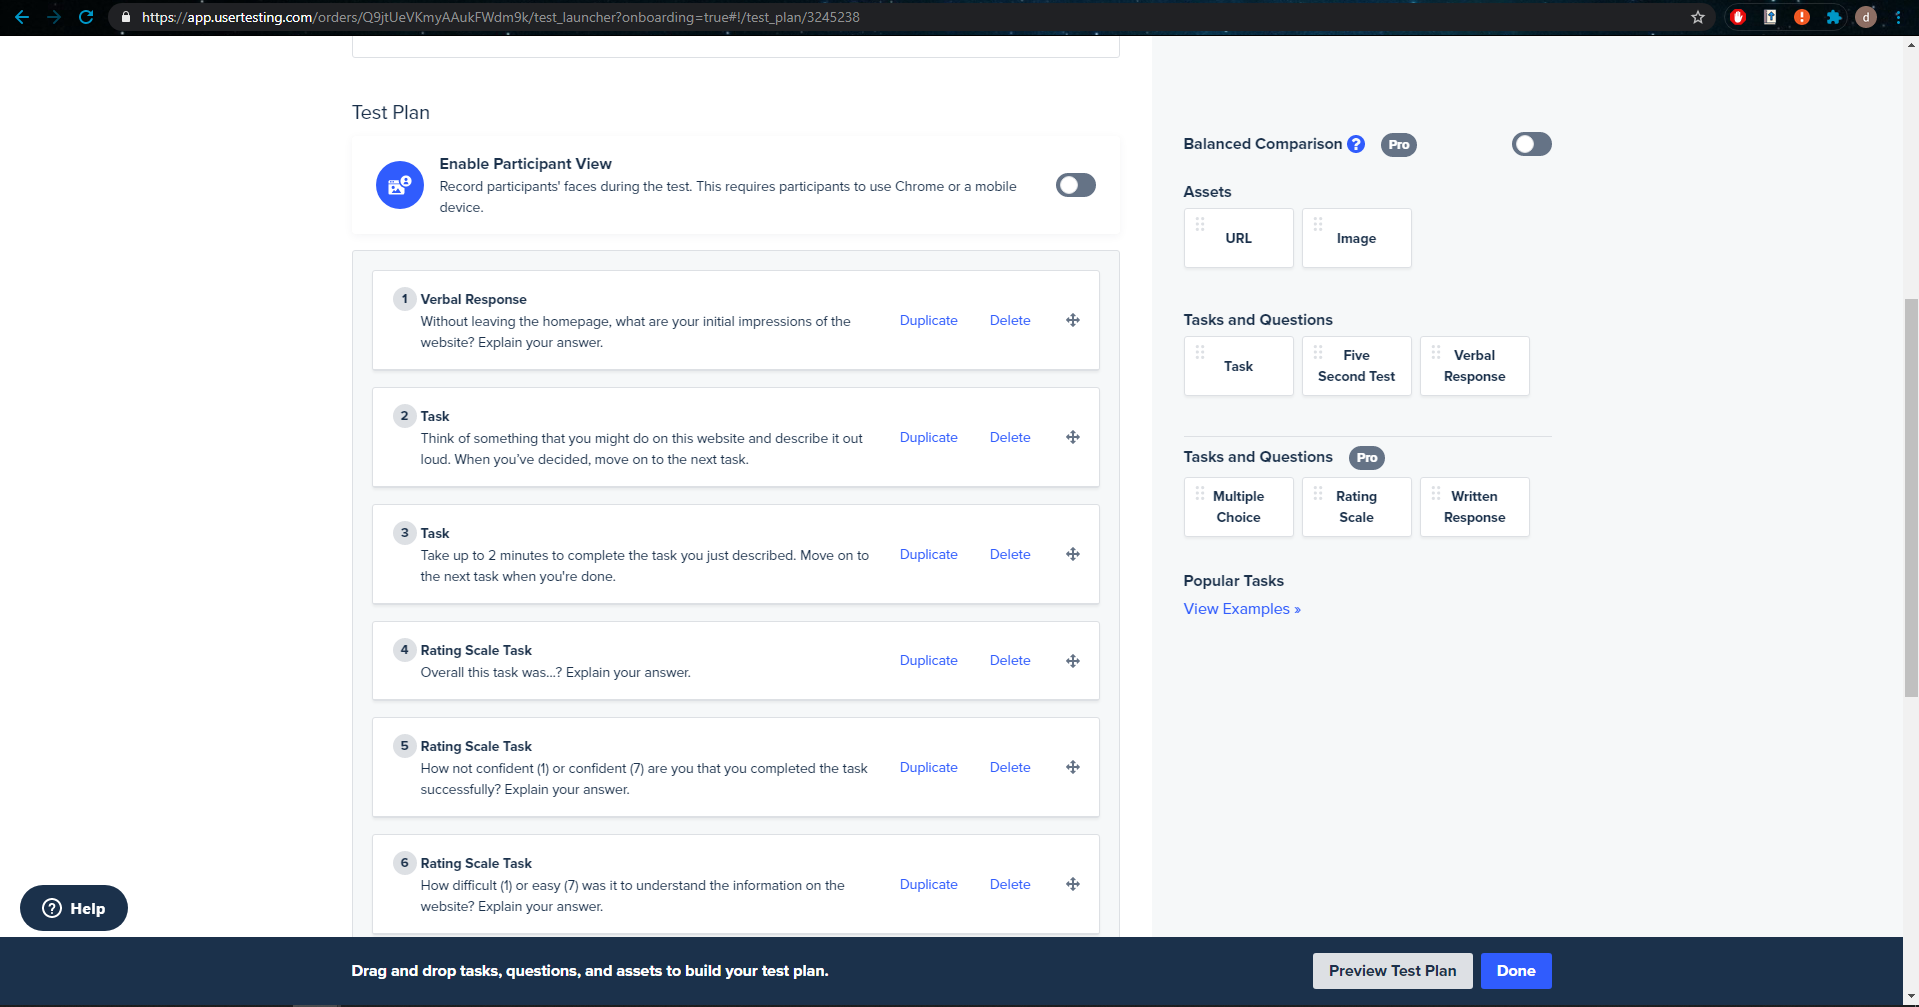 https://app.usertesting.com/orders/Q9jtUeVKmyAAukFWdm9k/test_launcher?onboarding=true#!/test_plan/3245238
d
Test Plan
Enable Participant View
Record participants' faces during the test. This requires participants to use Chrome or a mobile
device.
1 Verbal Response
Without leaving the homepage, what are your initial impressions of the
website? Explain your answer.
Duplicate Delete
2 Task
Think of something that you might do on this website and describe it out
loud. When you've decided, move on to the next task.
Duplicate Delete
3 Task
Take up to 2 minutes to complete the task you just described. Move on to
the next task when you're done.
Duplicate Delete
4 Rating Scale Task
Overall this task was...? Explain your answer.
Duplicate Delete
5 Rating Scale Task
How not confident (1) or confident (7) are you that you completed the task
successfully? Explain your answer.
Duplicate Delete
6 Rating Scale Task
How difficult (1) or easy (7) was it to understand the information on the
website? Explain your answer.
Duplicate Delete
Balanced Comparison ? Pro
Assets
URL
Image
Tasks and Questions
Task
Five
Second Test
Verbal
Response
Tasks and Questions Pro
Multiple
Choice
Rating
Scale
Written
Response
Popular Tasks
View Examples »
? Help
Drag and drop tasks, questions, and assets to build your test plan.
Preview Test Plan
Done